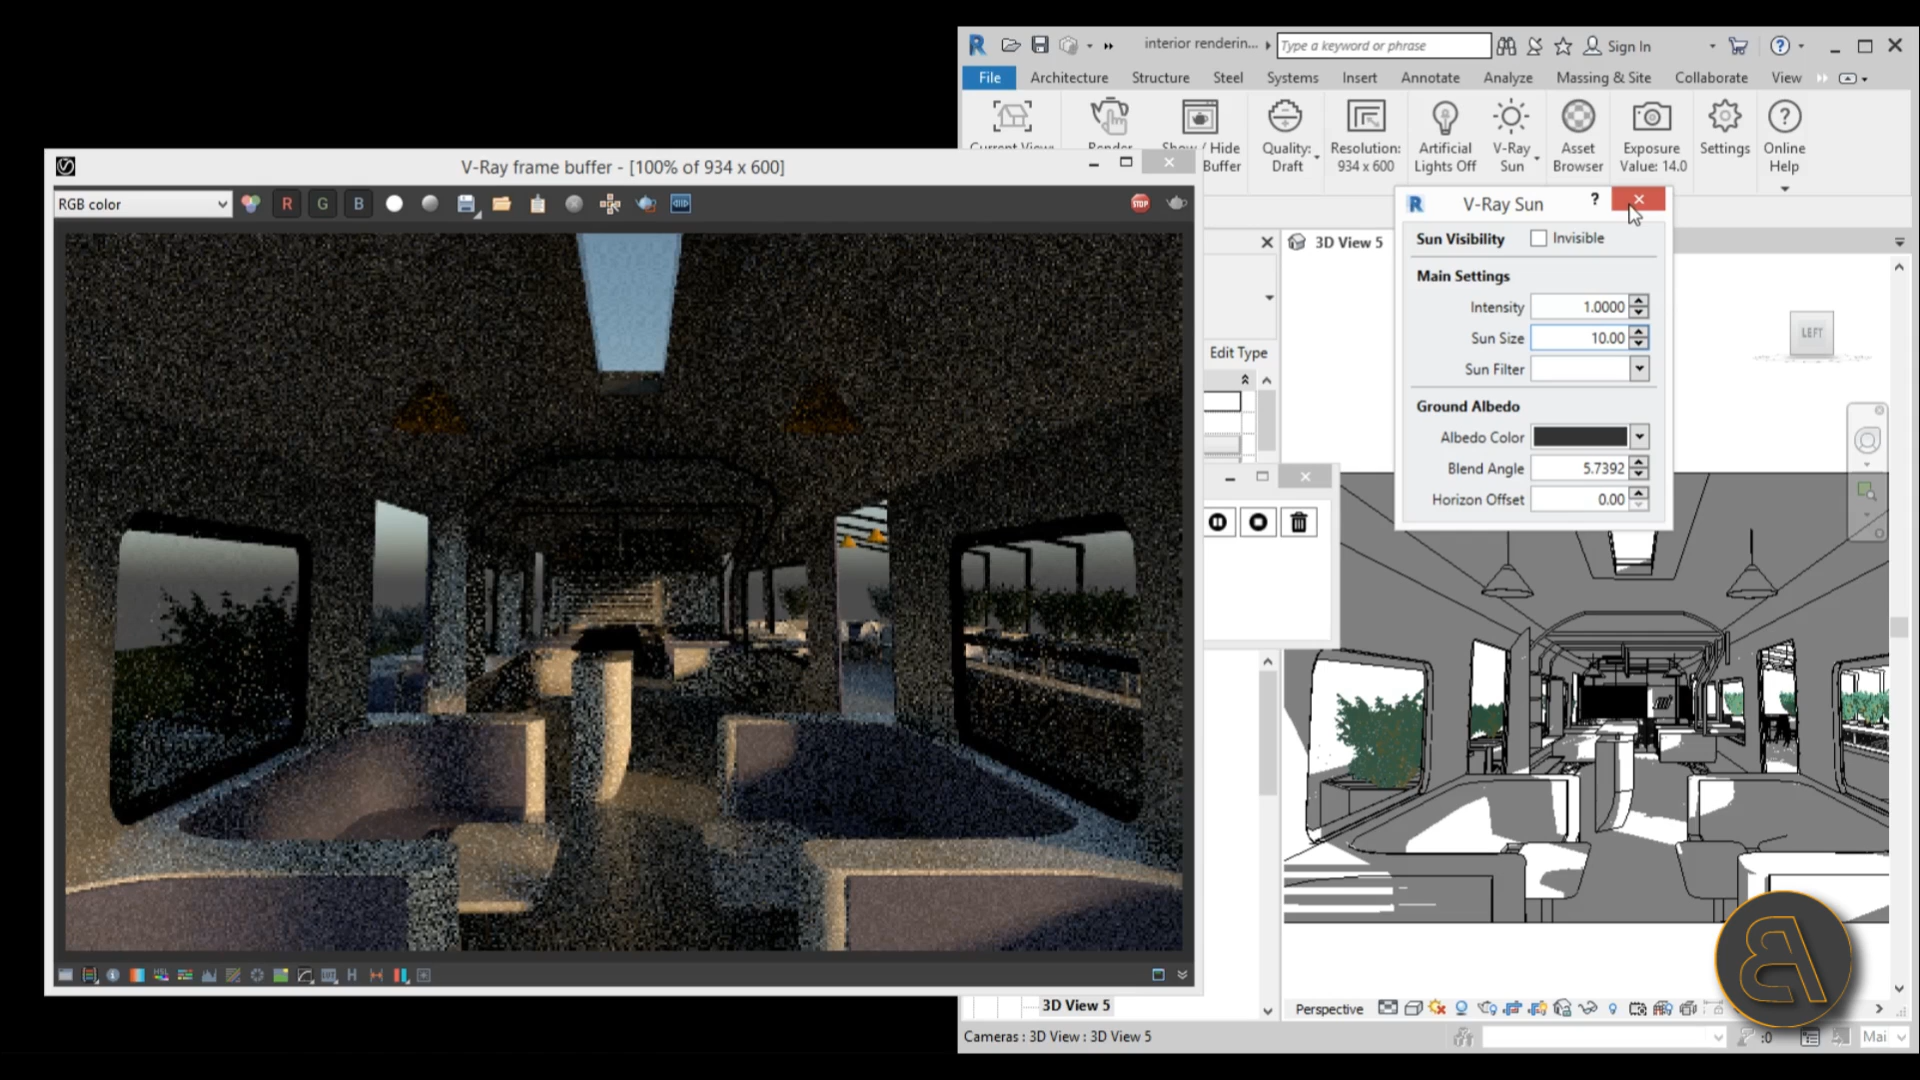 interior renderin...
Type a keyword or phrase
Sign In
File
Architecture
Structure
Steel
Systems
Insert
Annotate
Analyze
Massing & Site
Collaborate
View
Show / Hide
Buffer
Quality:
Draft
Resolution:
934 x 600
Artificial
Lights Off
V-Ray
Sun
Asset
Browser
Exposure
Value: 14.0
Settings
Online
Help
V-Ray frame buffer - [100% of 934 x 600]
RGB color
R
G
B
STOP
V-Ray Sun
Sun Visibility
Invisible
Main Settings
Intensity
1.0000
Sun Size
10.00
Sun Filter
Ground Albedo
Albedo Color
Blend Angle
5.7392
Horizon Offset
0.00
3D View 5
LEFT
Edit Type
HSL
LUT
H
3D View 5
Perspective
Cameras : 3D View : 3D View 5
:0
Mai